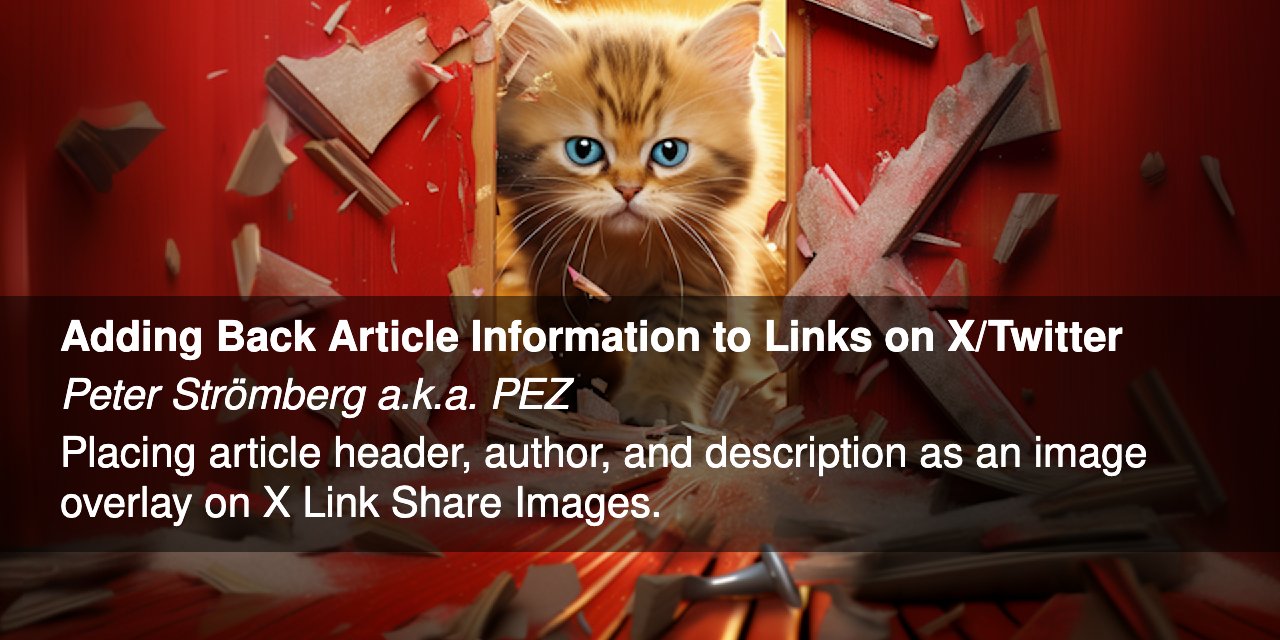 Adding Back Article Information to Links on X/Twitter
Peter Strömberg a.k.a. PEZ
Placing article header, author, and description as an image
overlay on X Link Share Images.